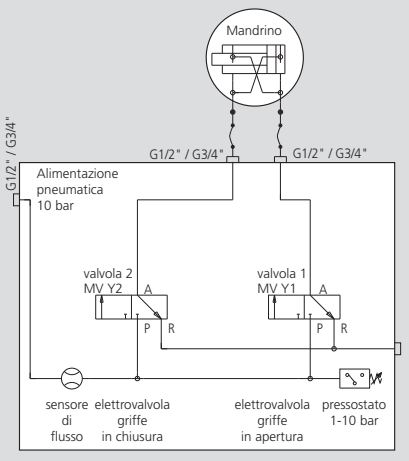 Mandrino
G1/2" / G3/4"
G1/2" / G3/4"
G1/2" / G3/4"
Alimentazione
pneumatica
10 bar
valvola 2
MV Y2
A
P
R
valvola 1
MV Y1
A
P
R
sensore
di
flusso
elettrovalvola
griffe
in chiusura
elettrovalvola
griffe
in apertura
pressostato
1-10 bar